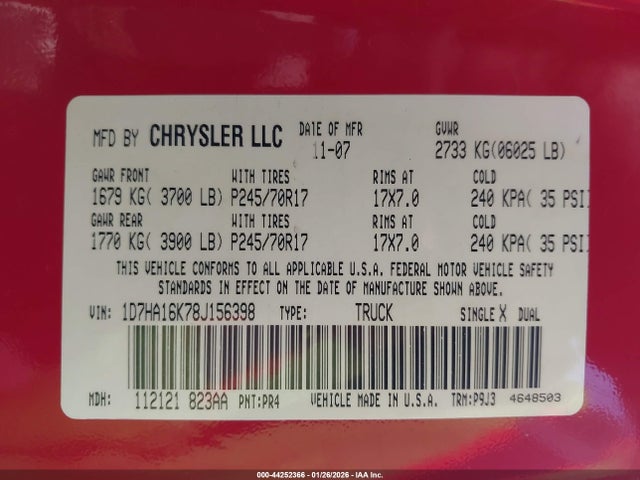 MFD BY CHRYSLER LLC DATE OF MFR 11-07 GVWR 2733 KG(06025 LB)
GAWR FRONT WITH TIRES RIMS AT COLD
1679 KG( 3700 LB) P245/70R17 17X7.0 240 KPA( 35 PSI)
GAWR REAR WITH TIRES RIMS AT COLD
1770 KG( 3900 LB) P245/70R17 17X7.0 240 KPA( 35 PSI)
THIS VEHICLE CONFORMS TO ALL APPLICABLE U.S.A. FEDERAL MOTOR VEHICLE SAFETY
STANDARDS IN EFFECT ON THE DATE OF MANUFACTURE SHOWN ABOVE.
VIN: 1D7HA16K78J156398 TYPE: TRUCK SINGLE X DUAL
MDH: 112121 823AA PNT:PR4 VEHICLE MADE IN U.S.A. TRM:P9J3 4648503
000-44252366 - 01/26/2026 - IAA Inc.